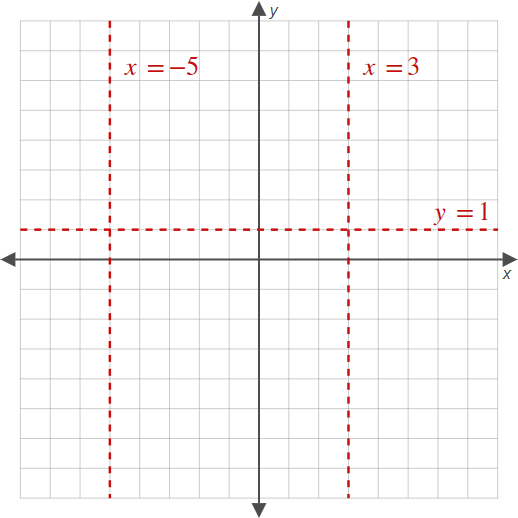 y
x = −5
x = 3
y = 1
x